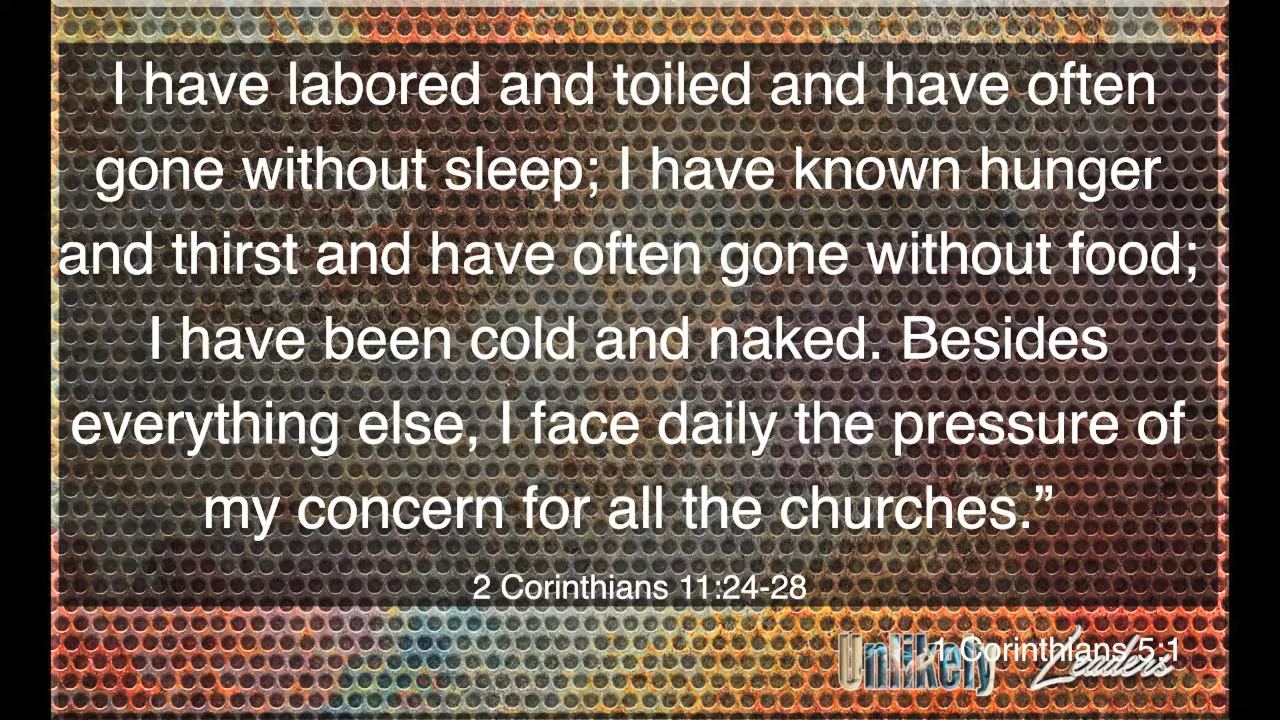 I have labored and toiled and have often
gone without sleep; I have known hunger
and thirst and have often gone without food;
I have been cold and naked. Besides
everything else, I face daily the pressure of
my concern for all the churches.”
2 Corinthians 11:24-28
1 Corinthians 5:1
Unlikely Leaders